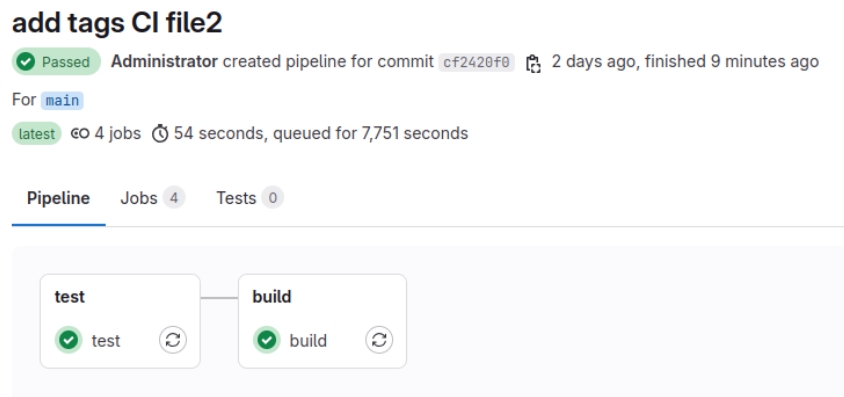 add tags CI file2
Passed Administrator created pipeline for commit cf2420f0 2 days ago, finished 9 minutes ago
For main
latest 4 jobs 54 seconds, queued for 7,751 seconds
Pipeline Jobs 4 Tests 0
test build
test build